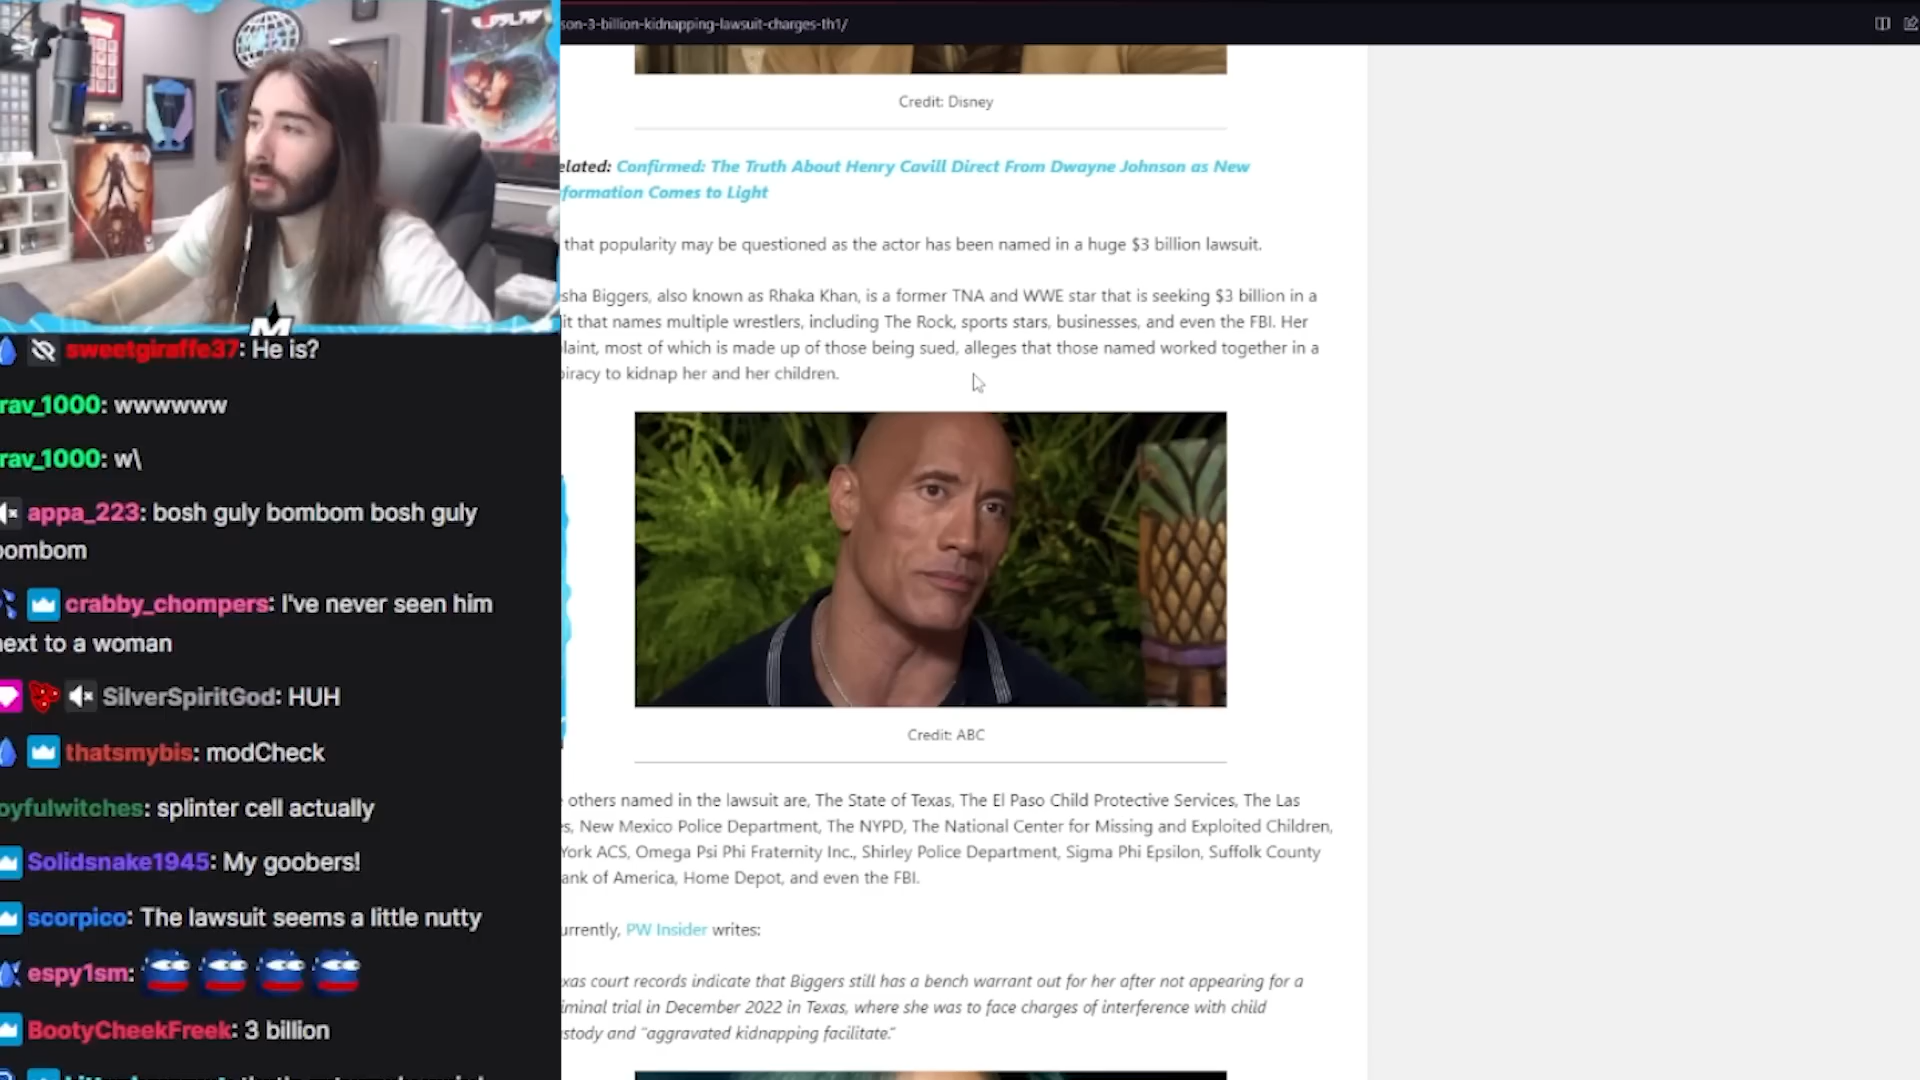 son-3-billion-kidnapping-lawsuit-charges-th1/
Credit: Disney
elated: Confirmed: The Truth About Henry Cavill Direct From Dwayne Johnson as New
formation Comes to Light
that popularity may be questioned as the actor has been named in a huge $3 billion lawsuit.
sha Biggers, also known as Rhaka Khan, is a former TNA and WWE star that is seeking $3 billion in a
it that names multiple wrestlers, including The Rock, sports stars, businesses, and even the FBI. Her
laint, most of which is made up of those being sued, alleges that those named worked together in a
piracy to kidnap her and her children.
Credit: ABC
others named in the lawsuit are, The State of Texas, The El Paso Child Protective Services, The Las
es, New Mexico Police Department, The NYPD, The National Center for Missing and Exploited Children,
York ACS, Omega Psi Phi Fraternity Inc., Shirley Police Department, Sigma Phi Epsilon, Suffolk County
ank of America, Home Depot, and even the FBI.
urrently, PW Insider writes:
xas court records indicate that Biggers still has a bench warrant out for her after not appearing for a
iminal trial in December 2022 in Texas, where she was to face charges of interference with child
stody and "aggravated kidnapping facilitate."
sweetgiraffe37: He is?
rav_1000: wwwwww
rav_1000: w\
appa_223: bosh guly bombom bosh guly
bombom
crabby_chompers: I've never seen him
next to a woman
SilverSpiritGod: HUH
thatsmybis: modCheck
oyfulwitches: splinter cell actually
Solidsnake1945: My goobers!
scorpico: The lawsuit seems a little nutty
espy1sm:
BootyCheekFreek: 3 billion